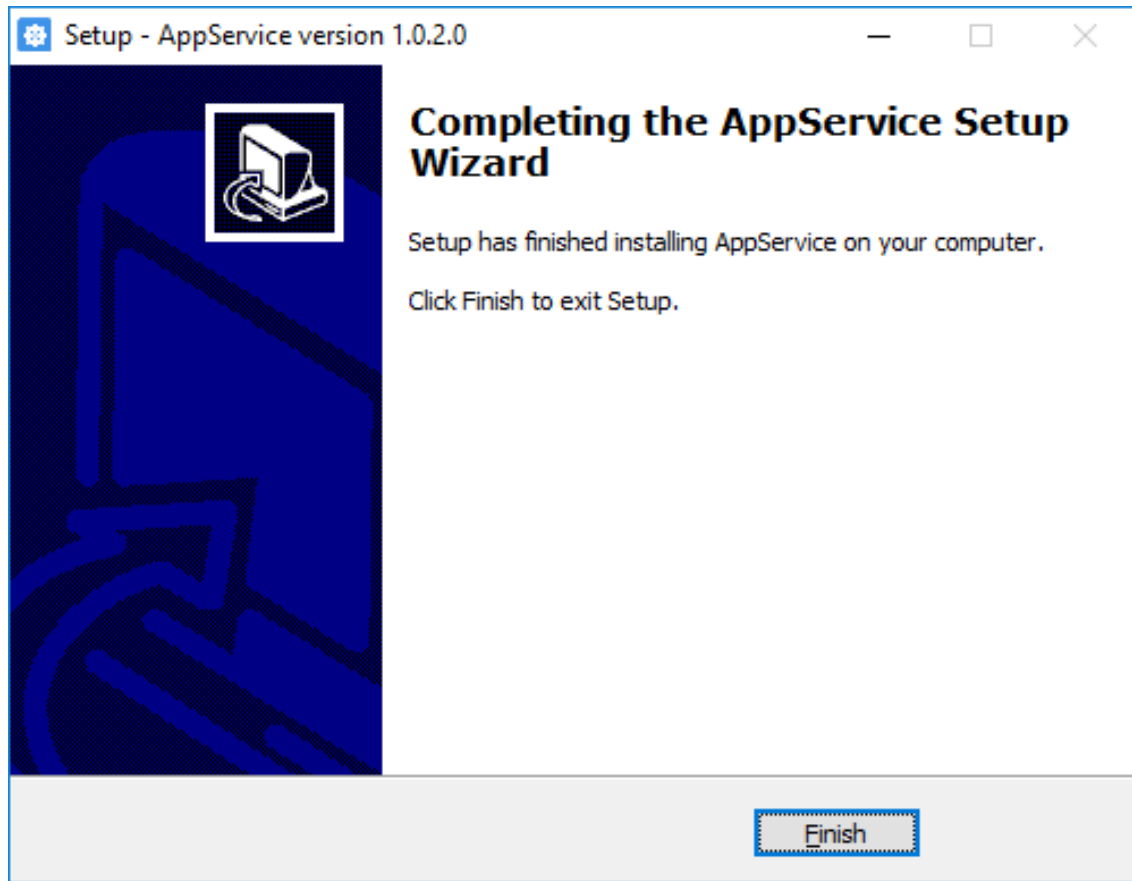 Setup - AppService version 1.0.2.0
Completing the AppService Setup
Wizard
Setup has finished installing AppService on your computer.
Click Finish to exit Setup.
Finish